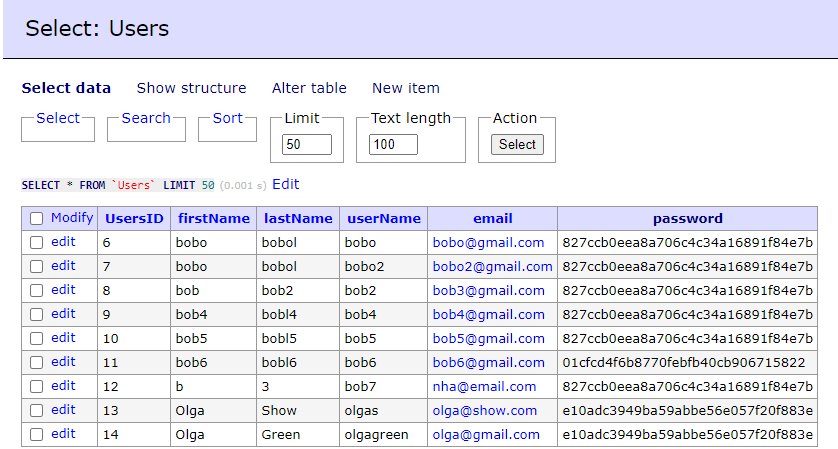 Select: Users
Select data Show structure Alter table New item
Select Search Sort Limit Text length Action
50 100 Select
SELECT * FROM `Users` LIMIT 50 (0.001 s) Edit
Modify UsersID firstName lastName userName email password
edit 6 bobo bobol bobo bobo@gmail.com 827ccb0eea8a706c4c34a16891f84e7b
edit 7 bobo bobol bobo2 bobo2@gmail.com 827ccb0eea8a706c4c34a16891f84e7b
edit 8 bob bob2 bob2 bob3@gmail.com 827ccb0eea8a706c4c34a16891f84e7b
edit 9 bob4 bobl4 bob4 bob4@gmail.com 827ccb0eea8a706c4c34a16891f84e7b
edit 10 bob5 bobl5 bob5 bob5@gmail.com 827ccb0eea8a706c4c34a16891f84e7b
edit 11 bob6 bobl6 bob6 bob6@gmail.com 01cfcd4f6b8770febfb40cb906715822
edit 12 b 3 bob7 nha@email.com 827ccb0eea8a706c4c34a16891f84e7b
edit 13 Olga Show olgas olga@show.com e10adc3949ba59abbe56e057f20f883e
edit 14 Olga Green olgagreen olga@gmail.com e10adc3949ba59abbe56e057f20f883e